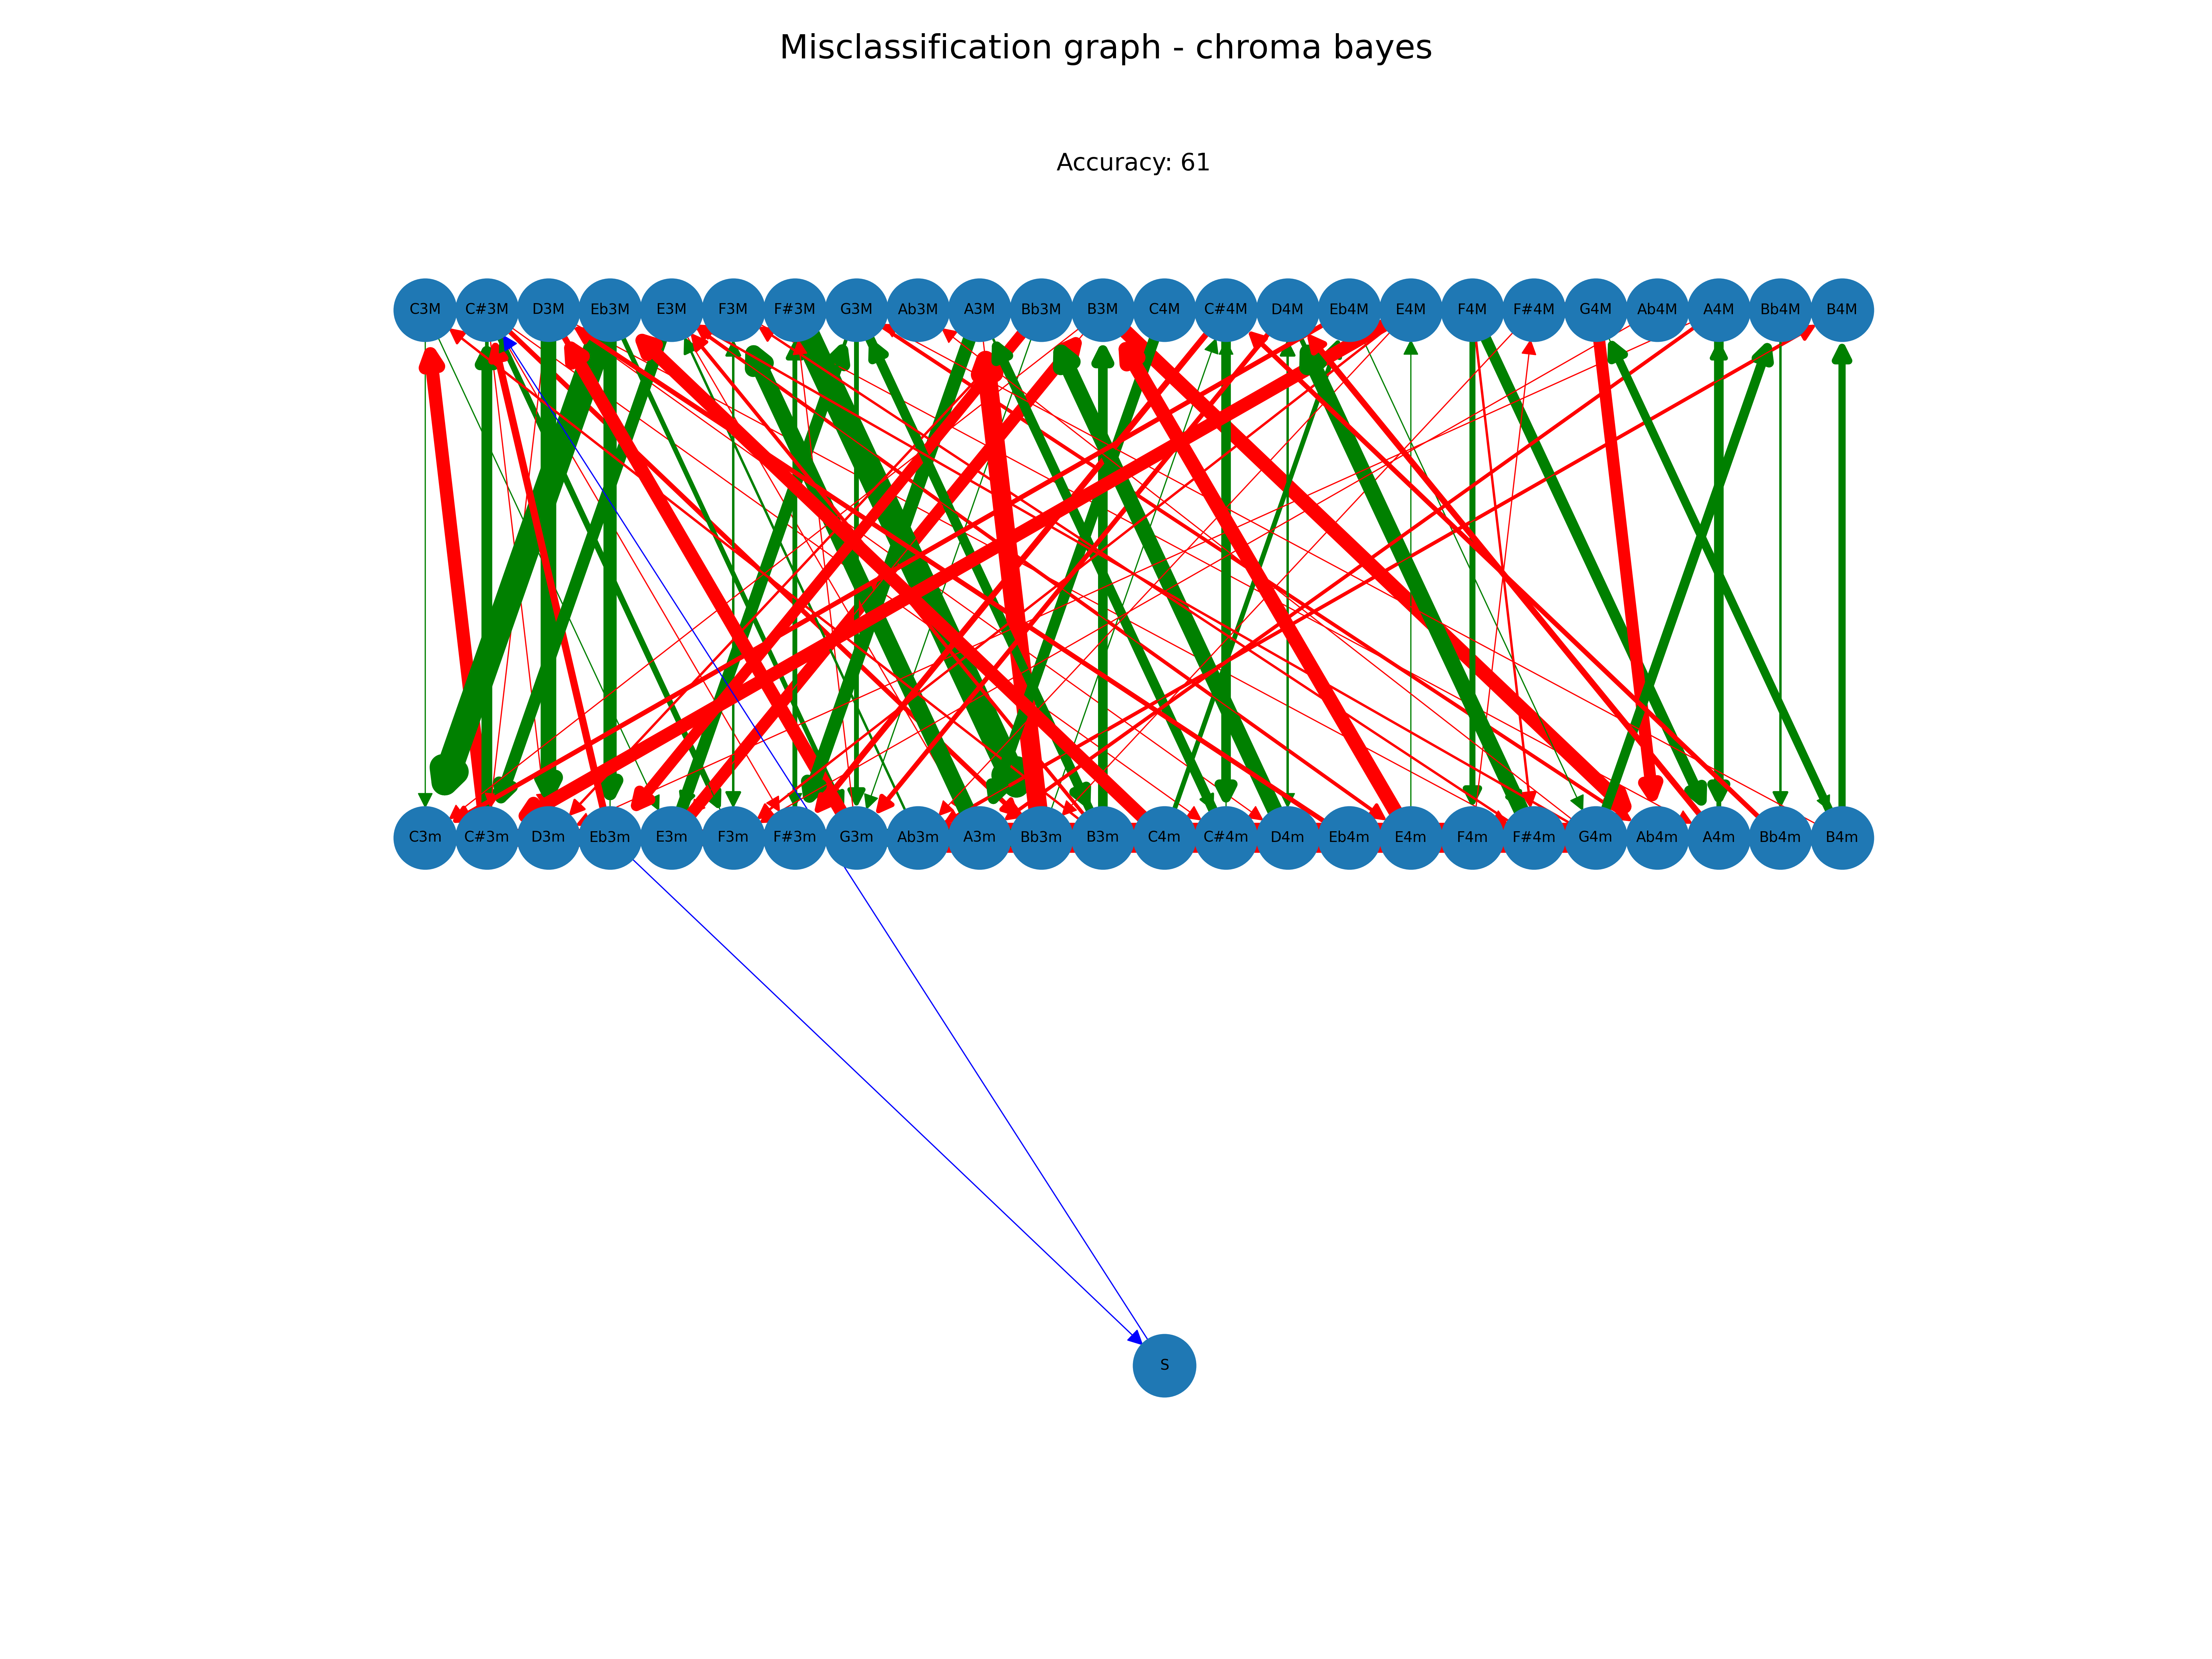 Misclassification graph - chroma bayes
Accuracy: 61
C3M C#3M D3M Eb3M E3M F3M F#3M G3M Ab3M A3M Bb3M B3M C4M C#4M D4M Eb4M E4M F4M F#4M G4M Ab4M A4M Bb4M B4M
C3m C#3m D3m Eb3m E3m F3m F#3m G3m Ab3m A3m Bb3m B3m C4m C#4m D4m Eb4m E4m F4m F#4m G4m Ab4m A4m Bb4m B4m
S